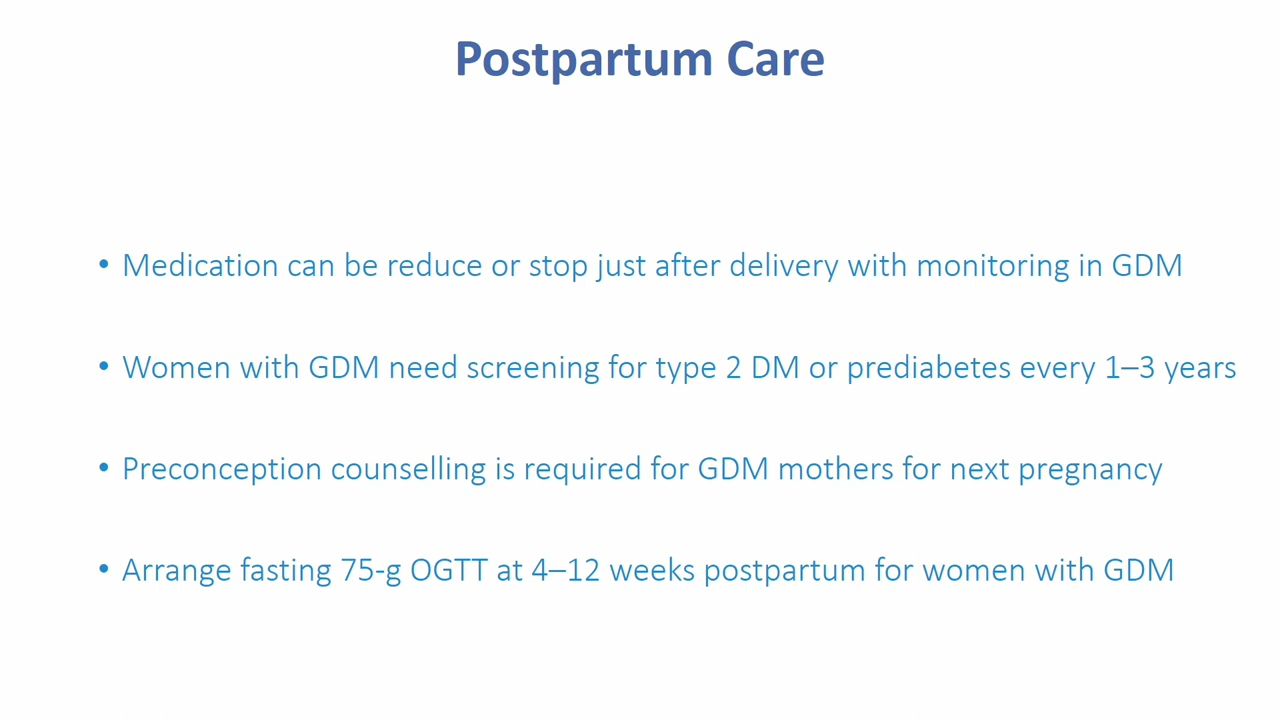 Postpartum Care
• Medication can be reduce or stop just after delivery with monitoring in GDM
• Women with GDM need screening for type 2 DM or prediabetes every 1–3 years
• Preconception counselling is required for GDM mothers for next pregnancy
• Arrange fasting 75-g OGTT at 4–12 weeks postpartum for women with GDM